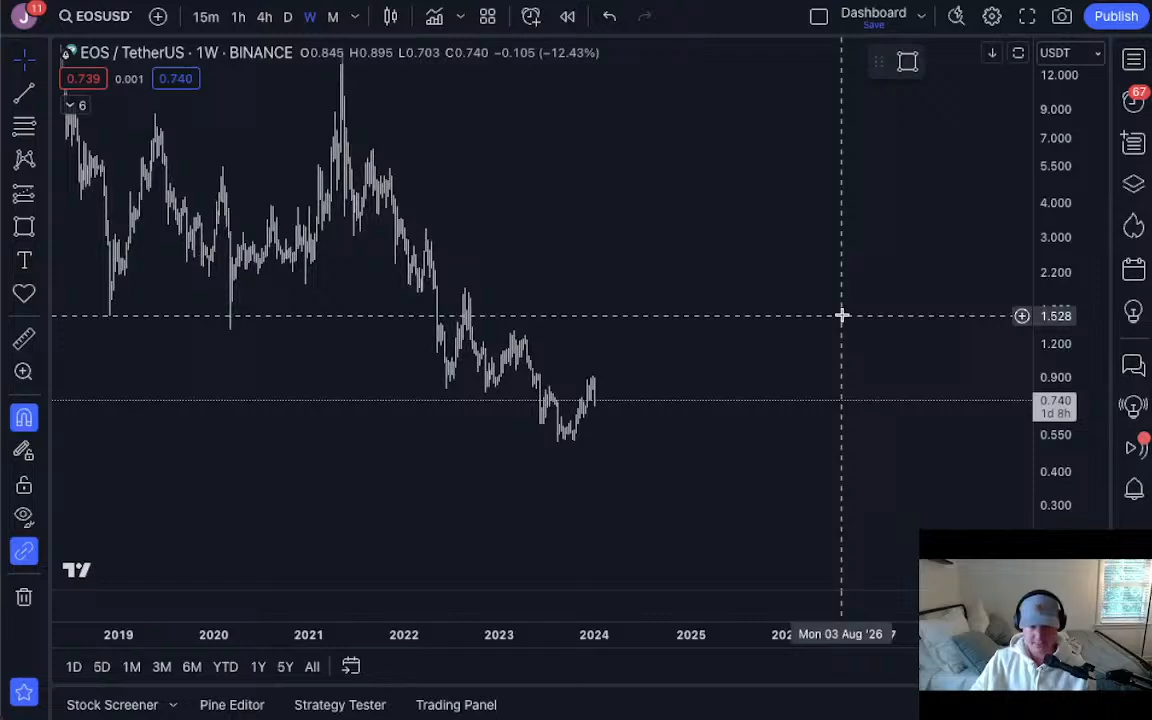 J 11 EOSUSD 15m 1h 4h D W M Dashboard Save Publish
EOS / TetherUS · 1W · BINANCE O0.845 H0.895 L0.703 C0.740 -0.105 (-12.43%) USDT
0.739 0.001 0.740
6
12.000
9.000
7.000
5.500
4.000
3.000
2.200
1.528
1.200
0.900
0.740
1d 8h
0.550
0.400
0.300
67
T
2019 2020 2021 2022 2023 2024 2025 Mon 03 Aug '26
1D 5D 1M 3M 6M YTD 1Y 5Y All
Stock Screener Pine Editor Strategy Tester Trading Panel